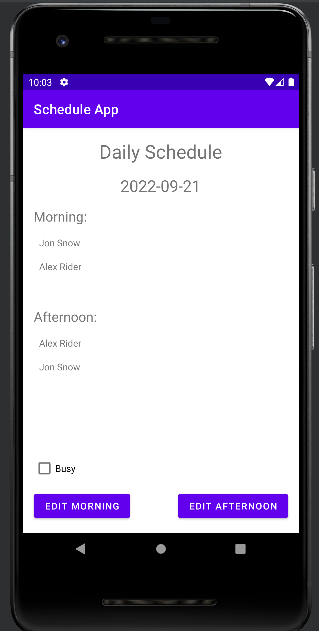 10:03
Schedule App
Daily Schedule
2022-09-21
Morning:
Jon Snow
Alex Rider
Afternoon:
Alex Rider
Jon Snow
Busy
EDIT MORNING EDIT AFTERNOON